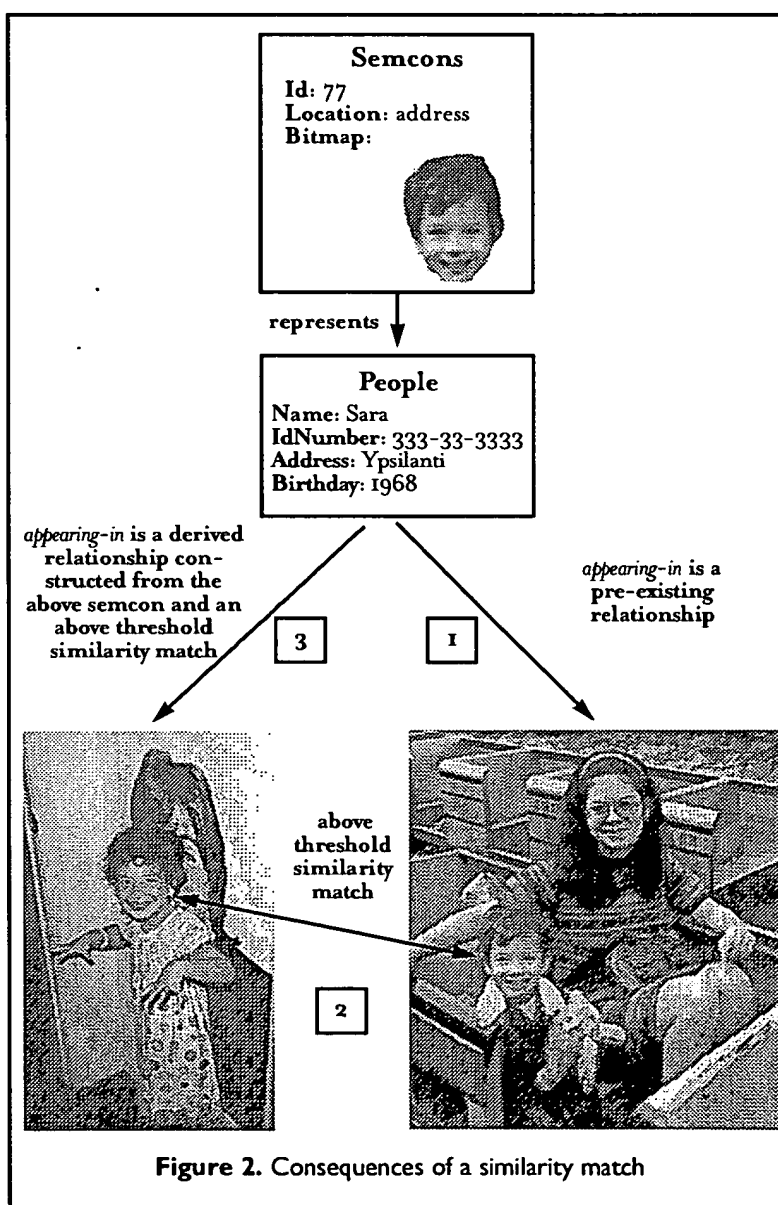 Semcons
Id: 77
Location: address
Bitmap:
represents
People
Name: Sara
IdNumber: 333-33-3333
Address: Ypsilanti
Birthday: 1968
appearing-in is a derived
relationship con-
structed from the
above semcon and an
above threshold
similarity match
3
1
appearing-in is a
pre-existing
relationship
above
threshold
similarity
match
2
Figure 2. Consequences of a similarity match